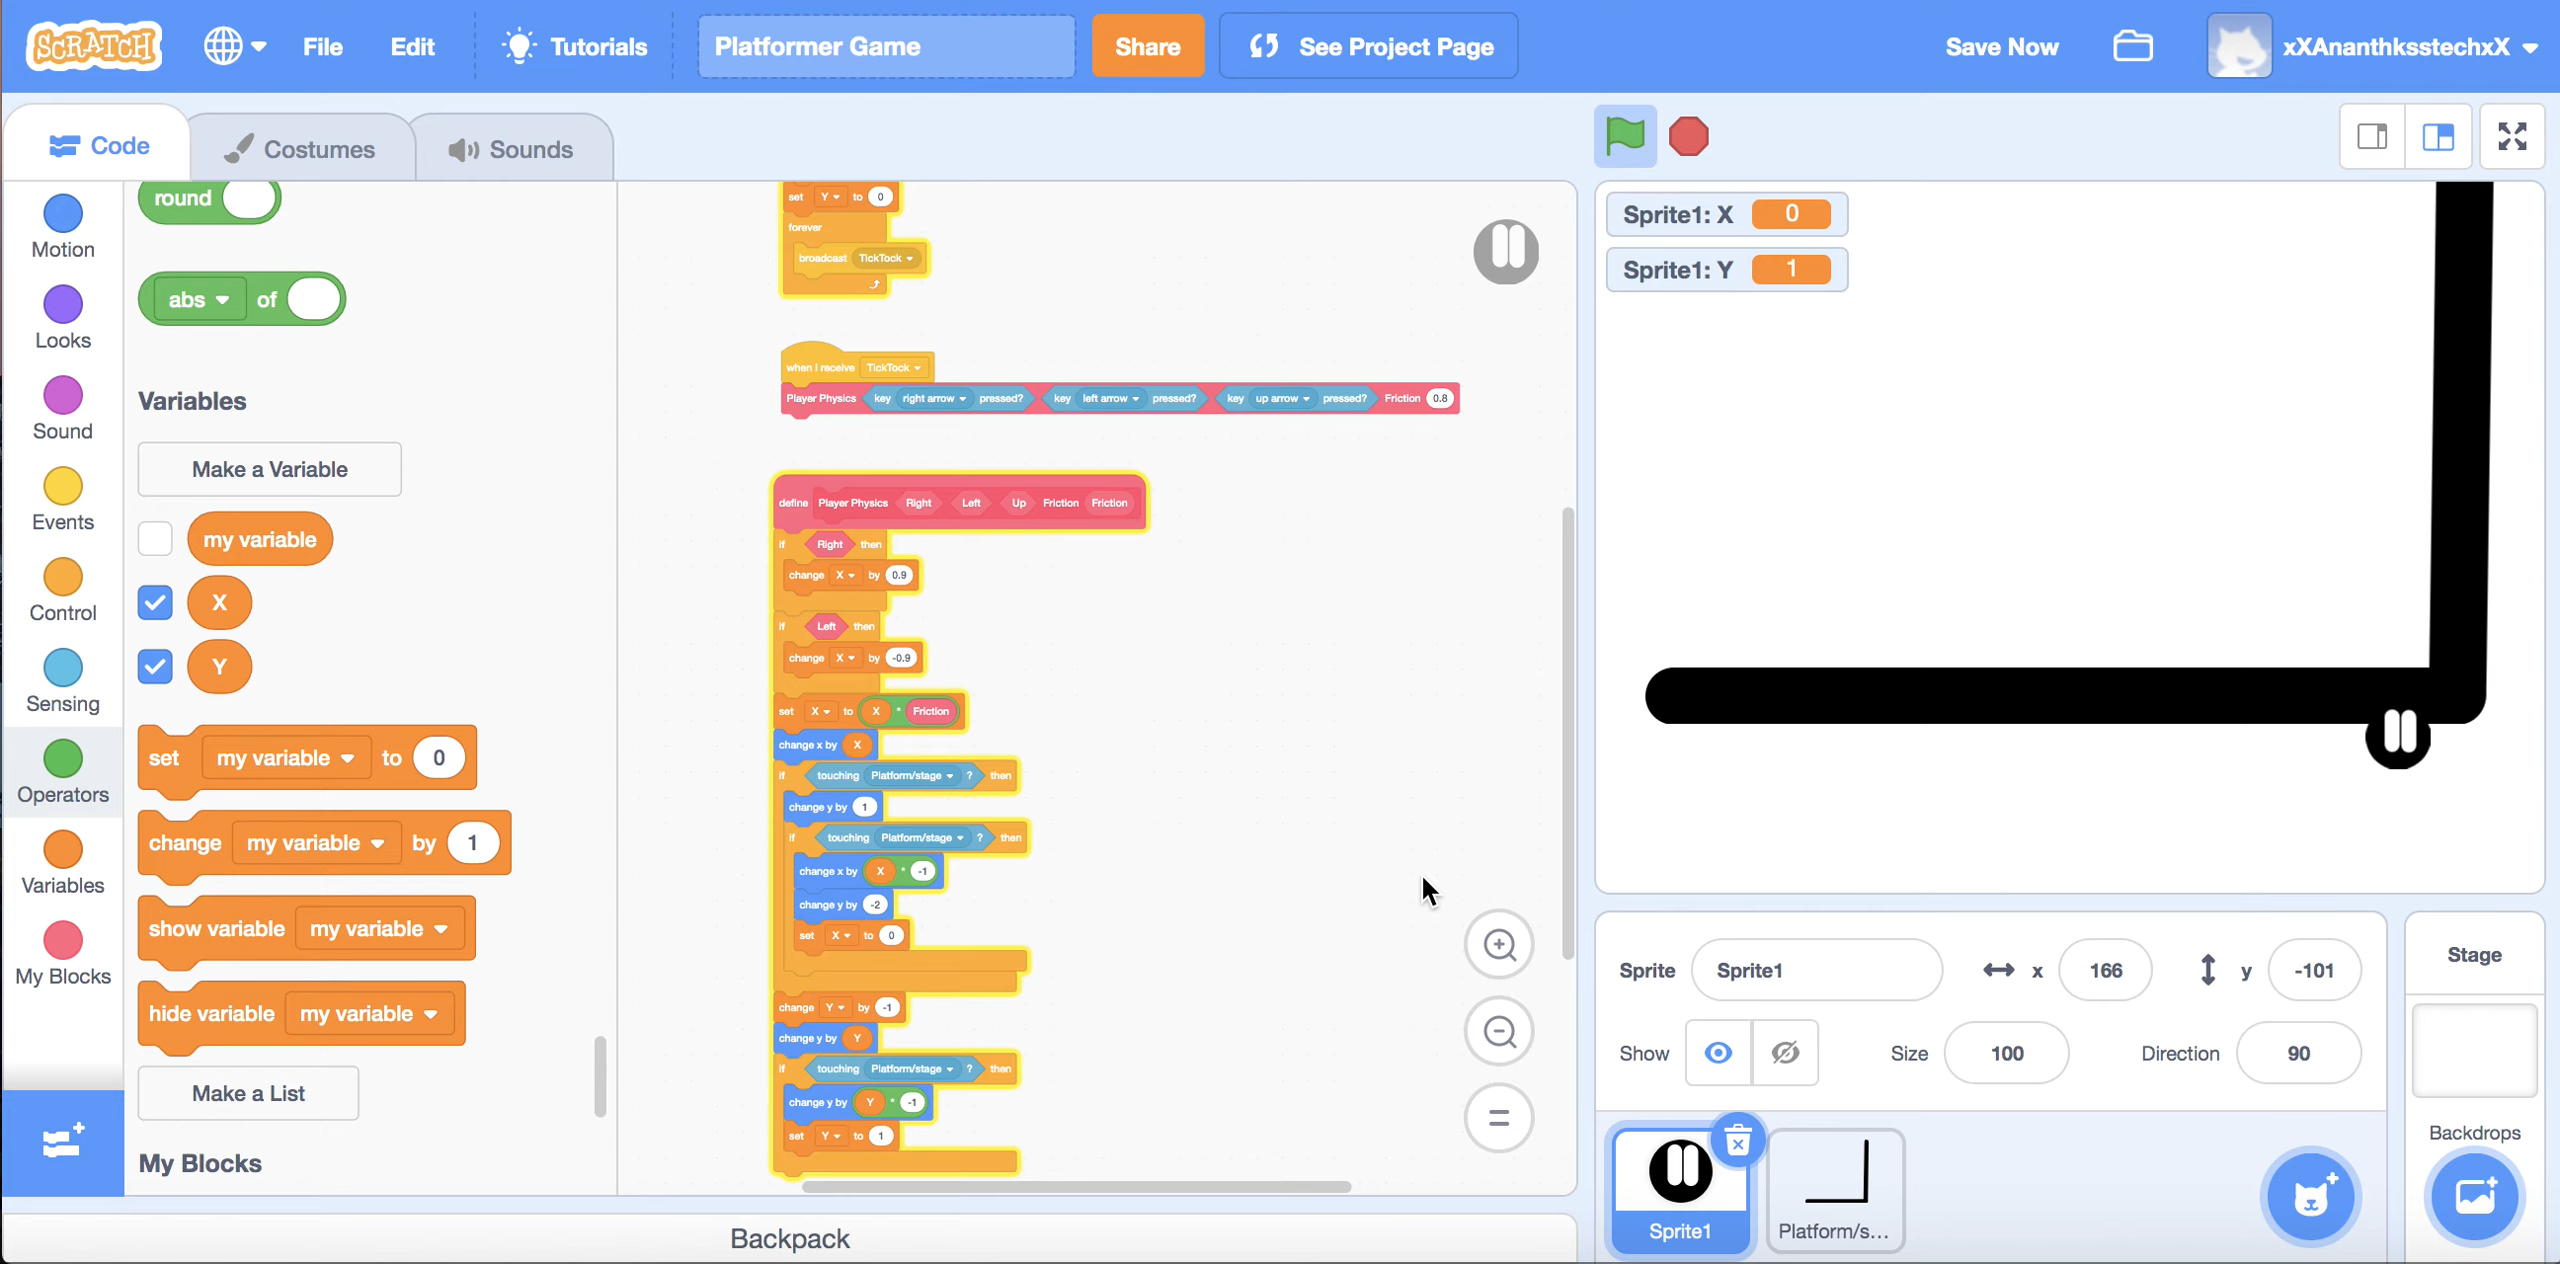 SCRATCH File Edit Tutorials Platformer Game Share See Project Page Save Now xXAnanthksstechxX
Code Costumes Sounds
Motion
Looks
Sound
Events
Control
Sensing
Operators
Variables
My Blocks
round
abs of
Variables
Make a Variable
my variable
X
Y
set my variable to 0
change my variable by 1
show variable my variable
hide variable my variable
Make a List
My Blocks
set Y to 0
forever
broadcast TickTock
when I receive TickTock
Player Physics key right arrow pressed? key left arrow pressed? key up arrow pressed? Friction 0.8
define Player Physics Right Left Up Friction Friction
if Right then
change X by 0.9
if Left then
change X by -0.9
set X to X * Friction
change x by X
if touching Platform/stage ? then
change y by 1
if touching Platform/stage ? then
change x by X * -1
change y by -2
set X to 0
change Y by -1
change y by Y
if touching Platform/stage ? then
change y by Y * -1
set Y to 1
Backpack
Sprite1: X 0
Sprite1: Y 1
Sprite Sprite1 x 166 y -101
Show Size 100 Direction 90
Sprite1
Platform/s...
Stage
Backdrops